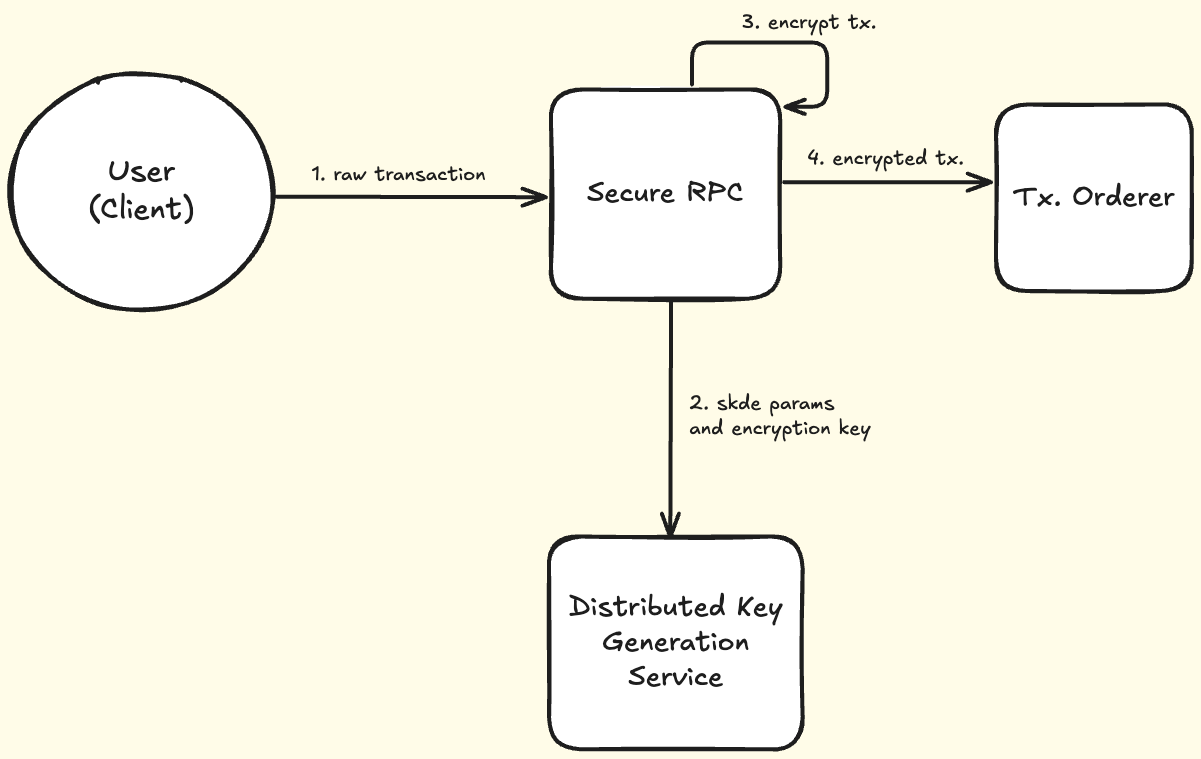 3. encrypt tx.
User
(Client)
1. raw transaction
Secure RPC
4. encrypted tx.
Tx. Orderer
2. skde params
and encryption key
Distributed Key
Generation
Service